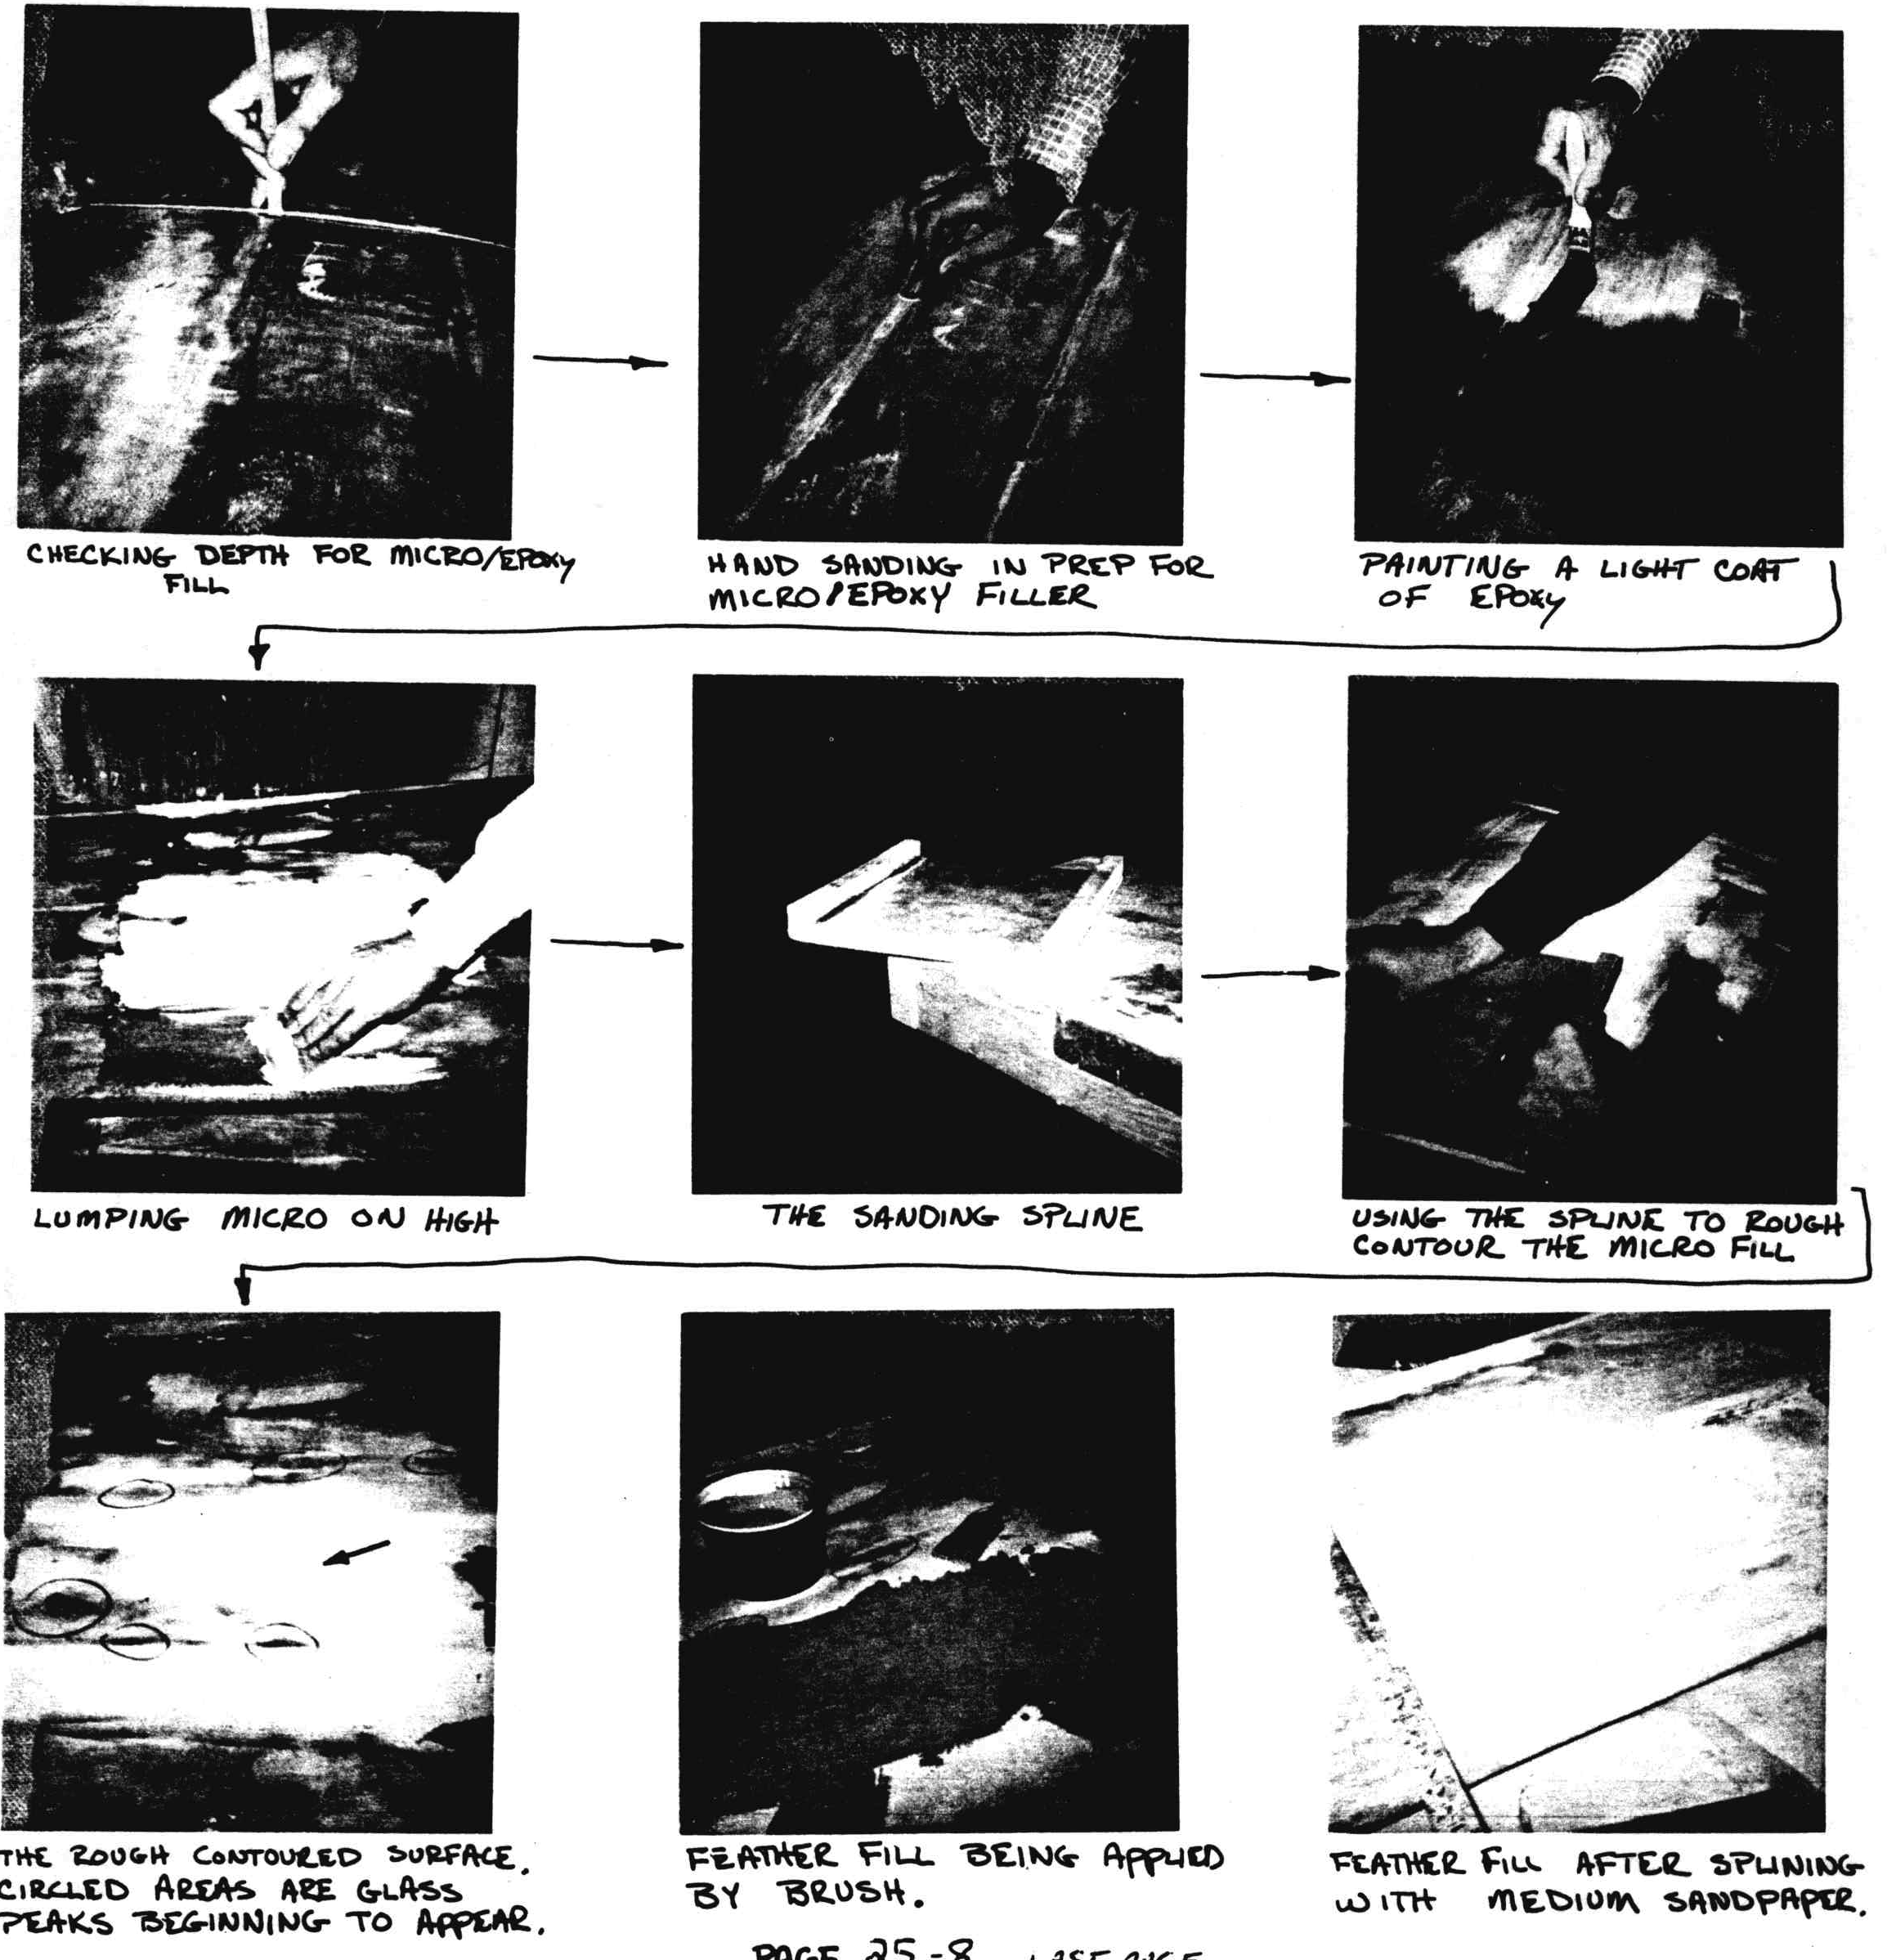 CHECKING DEPTH FOR MICRO/EPOXY
FILL
HAND SANDING IN PREP FOR
MICRO/EPOXY FILLER
PAINTING A LIGHT COAT
OF EPOXY
LUMPING MICRO ON HIGH
THE SANDING SPLINE
USING THE SPLINE TO ROUGH
CONTOUR THE MICRO FILL
THE ROUGH CONTOURED SURFACE.
CIRCLED AREAS ARE GLASS
PEAKS BEGINNING TO APPEAR.
FEATHER FILL BEING APPLIED
BY BRUSH.
FEATHER FILL AFTER SPLINING
WITH MEDIUM SANDPAPER.
PAGE 25-8